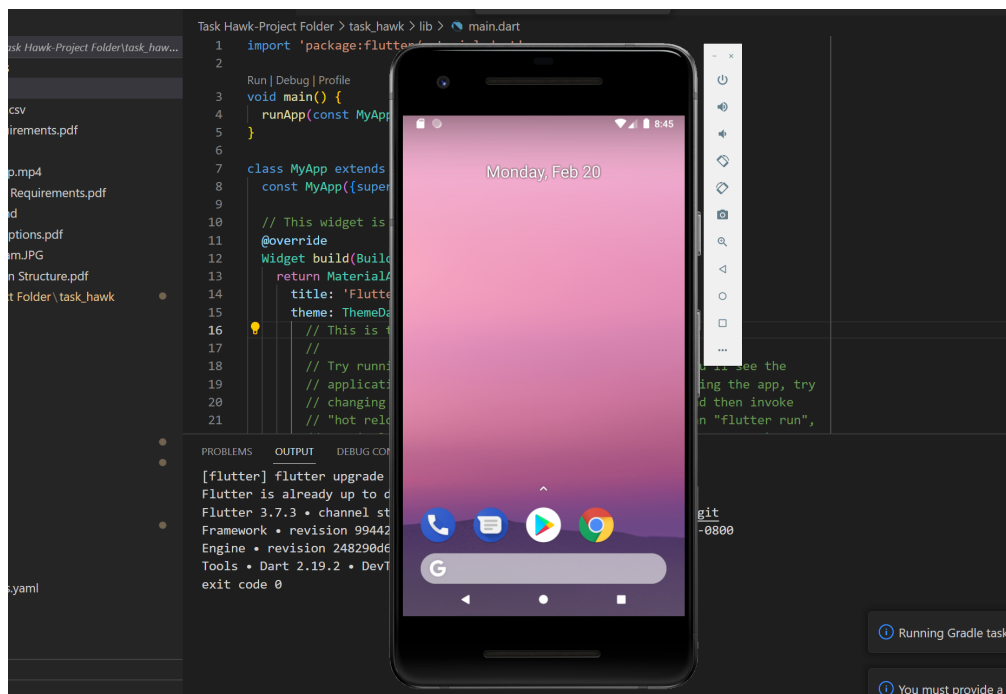 Task Hawk-Project Folder > task_hawk > lib > main.dart
ask Hawk-Project Folder\task_haw...
csv
irements.pdf
p.mp4
Requirements.pdf
nd
ptions.pdf
am.JPG
n Structure.pdf
ct Folder\task_hawk
s.yaml
1 import 'package:flutter/material.dart';
2
Run | Debug | Profile
3 void main() {
4 runApp(const MyApp
5 }
6
7 class MyApp extends
8 const MyApp({super
9
10 // This widget is
11 @override
12 Widget build(Build
13 return MaterialA
14 title: 'Flutte
15 theme: ThemeDa
16 // This is t
17 //
18 // Try runni u'll see the
19 // applicati ing the app, try
20 // changing d then invoke
21 // "hot relo n "flutter run",
8:45
Monday, Feb 20
G
PROBLEMS OUTPUT DEBUG CON
[flutter] flutter upgrade
Flutter is already up to d
Flutter 3.7.3 • channel st git
Framework • revision 99442 -0800
Engine • revision 248290d6
Tools • Dart 2.19.2 • DevT
exit code 0
Running Gradle task
You must provide a